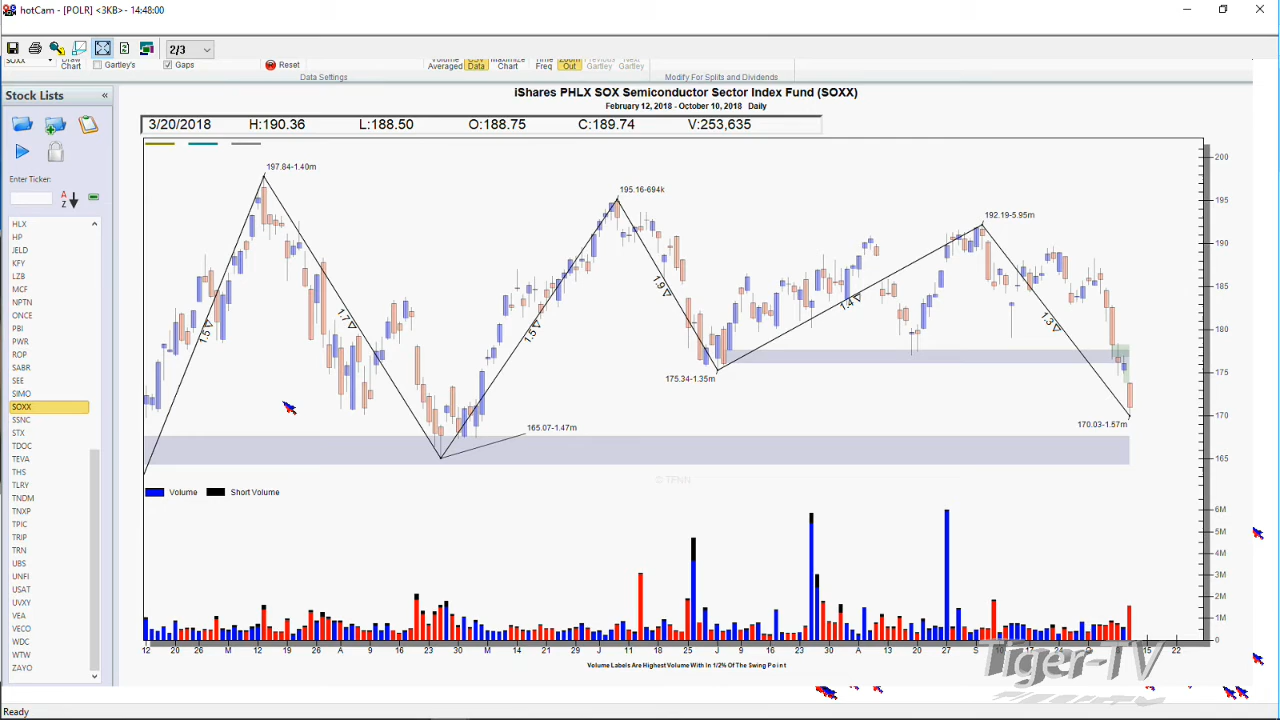 hotCam - [POLR] <3KB> - 14:48:00
2/3
SOXX Draw Chart Gartley's Gaps Reset Volume Averaged CSV Data Maximize Chart Time Freq Zoom Out Previous Gartley Next Gartley
Data Settings Modify For Splits and Dividends
Stock Lists «
Enter Ticker:
A Z
HLX
HP
JELD
KFY
LZB
MCF
NPTN
ONCE
PBI
PWR
ROP
SABR
SEE
SIMO
SOXX
SSNC
STX
TDOC
TEVA
THS
TLRY
TNDM
TNXP
TPIC
TRIP
TRN
UBS
UNFI
USAT
UVXY
VEA
VECO
WDC
WTW
ZAYO
iShares PHLX SOX Semiconductor Sector Index Fund (SOXX)
February 12, 2018 - October 10, 2018 Daily
3/20/2018 H:190.36 L:188.50 O:188.75 C:189.74 V:253,635
197.84-1.40m
195.16-694k
192.19-5.95m
1.5
1.7
1.5
1.9
1.4
1.3
175.34-1.35m
165.07-1.47m
170.03-1.57m
200
195
190
185
180
175
170
165
© TFNN
Volume Short Volume
6M
5M
4M
3M
2M
1M
0
12 20 26 M 12 19 26 A 9 16 23 M 7 14 21 29 J 11 18 25 J 9 16 23 30 A 13 20 27 S 10 17 24 15 22
Volume Labels Are Highest Volume With In 1/2% Of The Swing Point
Tiger-TV
Ready